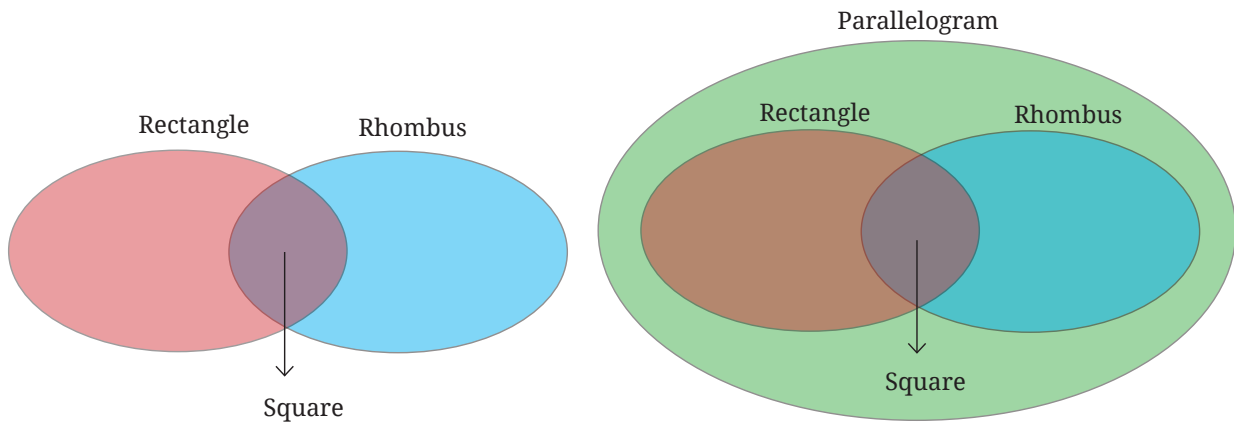 Rectangle
Rhombus
Square
Parallelogram
Rectangle
Rhombus
Square